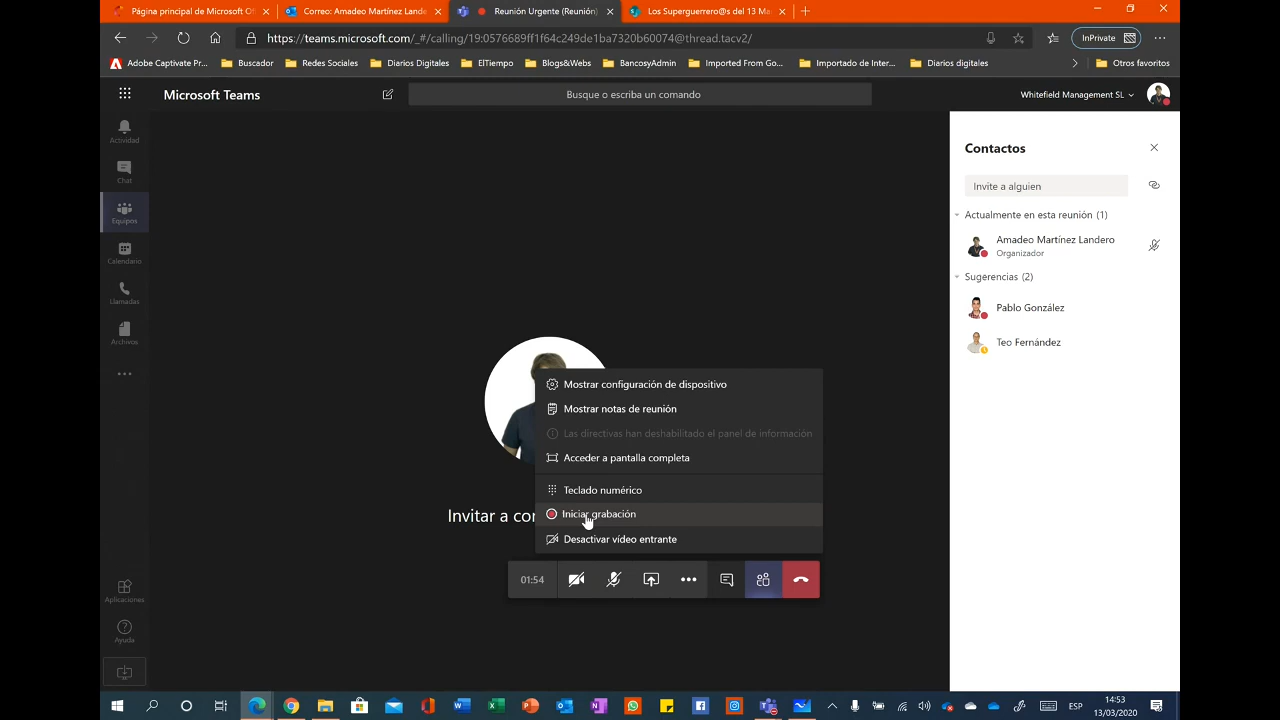 Página principal de Microsoft Of
Correo: Amadeo Martínez Landero
Reunión Urgente (Reunión)
Los Superguerrero@s del 13 Ma
https://teams.microsoft.com/_#/calling/19:0576689ff1f64c249de1ba7320b60074@thread.tacv2/
InPrivate
Adobe Captivate Pr...
Buscador
Redes Sociales
Diarios Digitales
ElTiempo
Blogs&Webs
BancosyAdmin
Imported From Go...
Importado de Inter...
Diarios digitales
Otros favoritos
Microsoft Teams
Busque o escriba un comando
Whitefield Management SL
Actividad
Chat
Equipos
Calendario
Llamadas
Archivos
Aplicaciones
Ayuda
Contactos
Invite a alguien
Actualmente en esta reunión (1)
Amadeo Martínez Landero
Organizador
Sugerencias (2)
Pablo González
Teo Fernández
Mostrar configuración de dispositivo
Mostrar notas de reunión
Las directivas han deshabilitado el panel de información
Acceder a pantalla completa
Teclado numérico
Iniciar grabación
Desactivar vídeo entrante
Invitar a
01:54
ESP
14:53
13/03/2020